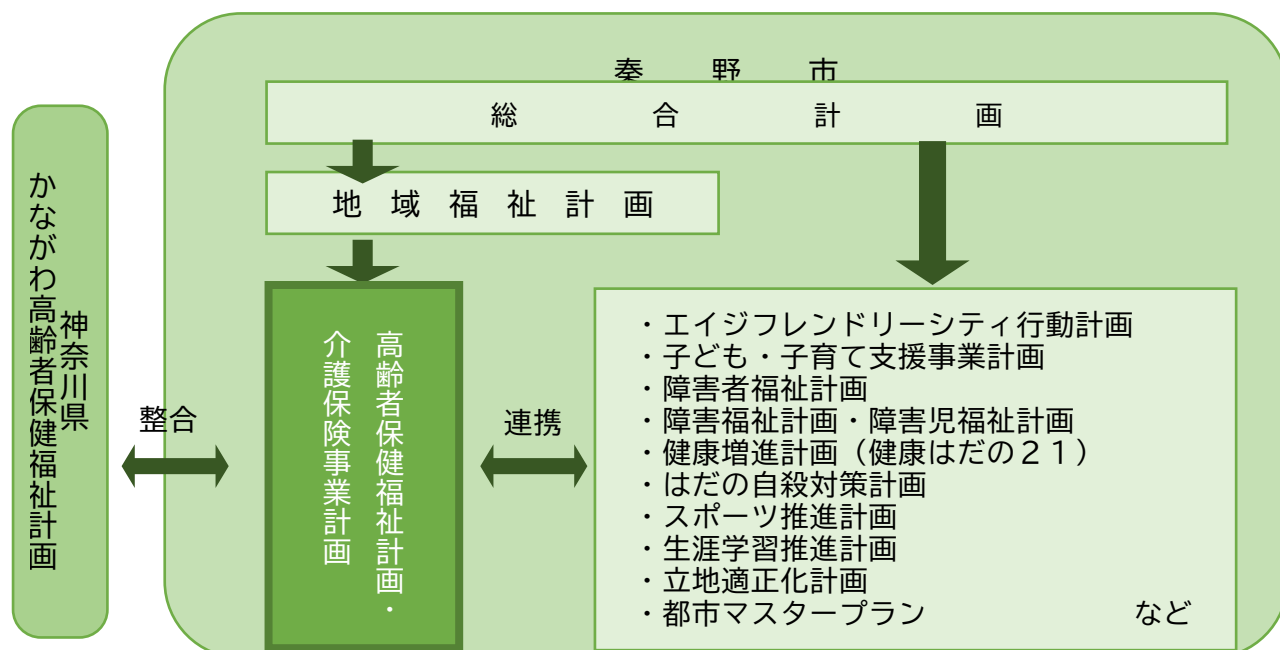 秦野市
総合計画
地域福祉計画
神奈川県
かながわ高齢者保健福祉計画
整合
高齢者保健福祉計画・
介護保険事業計画
連携
・エイジフレンドリーシティ行動計画
・子ども・子育て支援事業計画
・障害者福祉計画
・障害福祉計画・障害児福祉計画
・健康増進計画（健康はだの２１）
・はだの自殺対策計画
・スポーツ推進計画
・生涯学習推進計画
・立地適正化計画
・都市マスタープラン　など